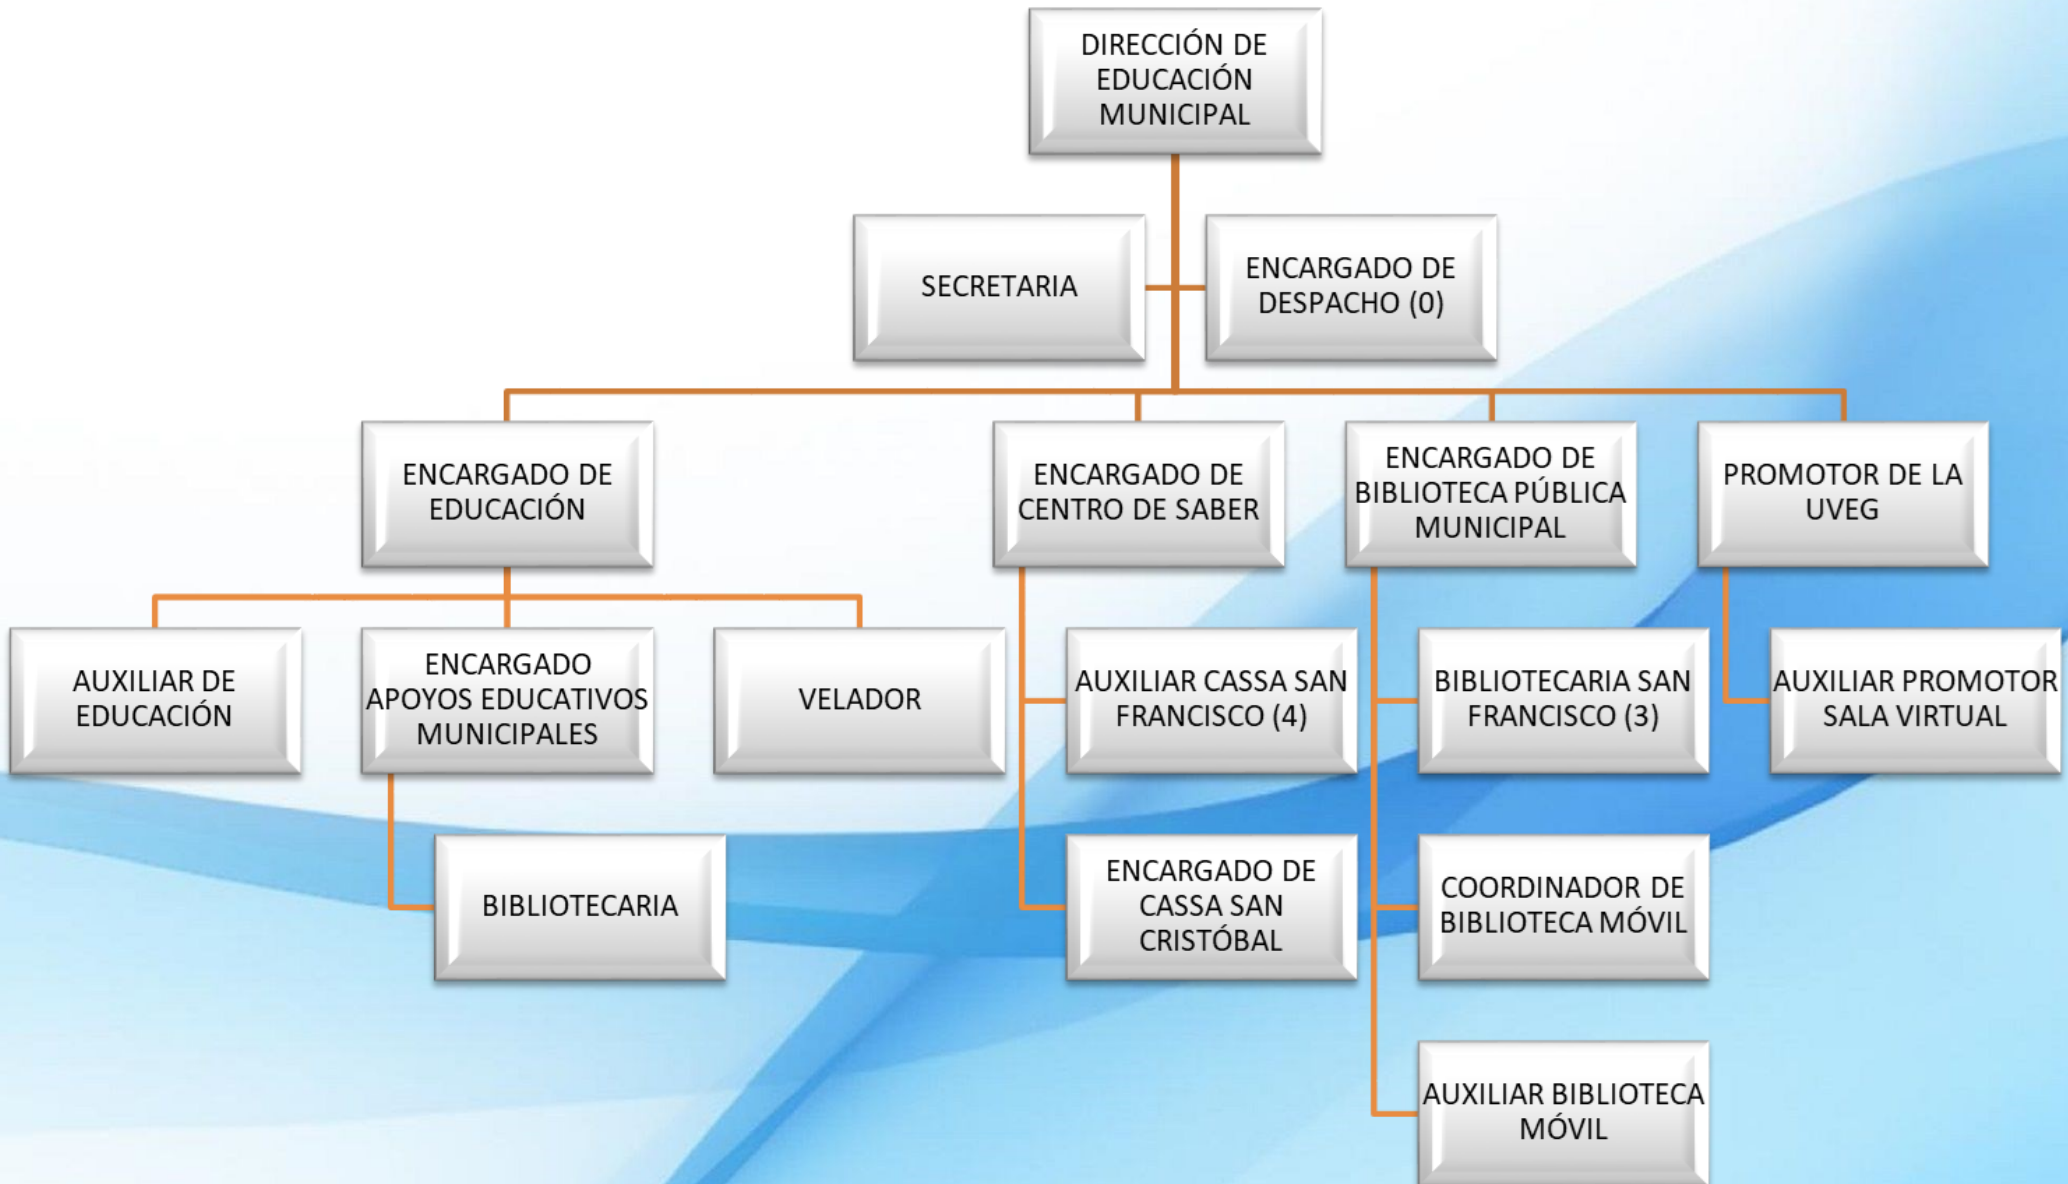 DIRECCIÓN DE
EDUCACIÓN
MUNICIPAL
SECRETARIA
ENCARGADO DE
DESPACHO (0)
ENCARGADO DE
EDUCACIÓN
ENCARGADO DE
CENTRO DE SABER
ENCARGADO DE
BIBLIOTECA PÚBLICA
MUNICIPAL
PROMOTOR DE LA
UVEG
AUXILIAR DE
EDUCACIÓN
ENCARGADO
APOYOS EDUCATIVOS
MUNICIPALES
VELADOR
AUXILIAR CASSA SAN
FRANCISCO (4)
BIBLIOTECARIA SAN
FRANCISCO (3)
AUXILIAR PROMOTOR
SALA VIRTUAL
BIBLIOTECARIA
ENCARGADO DE
CASSA SAN
CRISTÓBAL
COORDINADOR DE
BIBLIOTECA MÓVIL
AUXILIAR BIBLIOTECA
MÓVIL